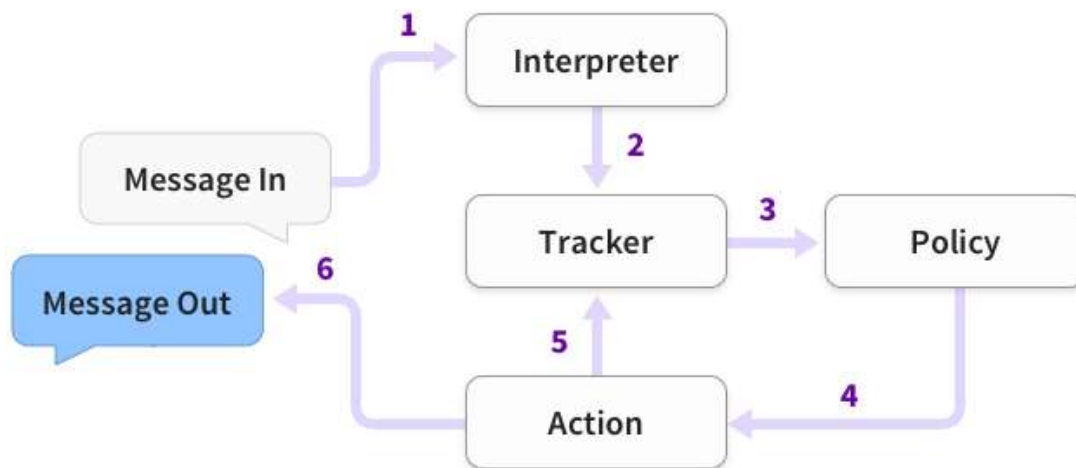 1
Interpreter
2
Message In
Tracker
3
Policy
6
Message Out
5
4
Action